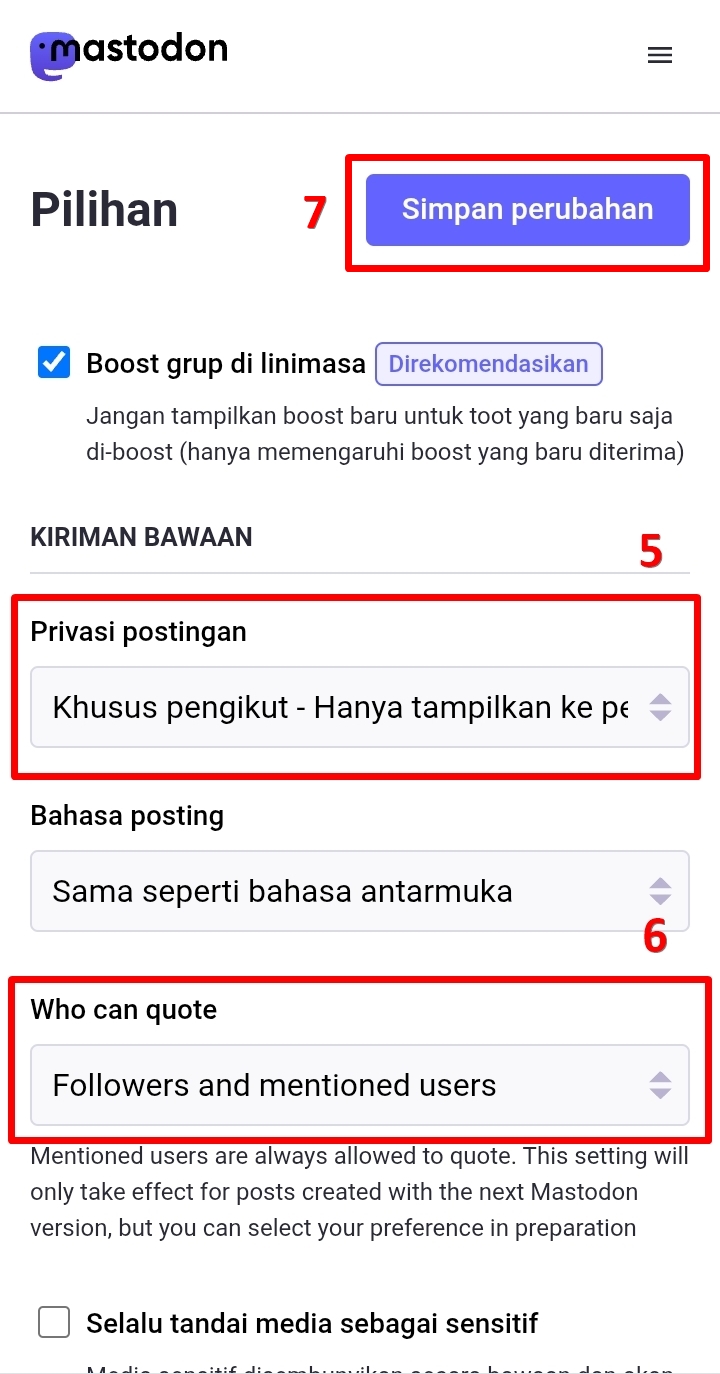 mastodon
Pilihan
7
Simpan perubahan
Boost grup di linimasa Direkomendasikan
Jangan tampilkan boost baru untuk toot yang baru saja
di-boost (hanya memengaruhi boost yang baru diterima)
KIRIMAN BAWAAN
5
Privasi postingan
Khusus pengikut - Hanya tampilkan ke pe
Bahasa posting
Sama seperti bahasa antarmuka
6
Who can quote
Followers and mentioned users
Mentioned users are always allowed to quote. This setting will
only take effect for posts created with the next Mastodon
version, but you can select your preference in preparation
Selalu tandai media sebagai sensitif